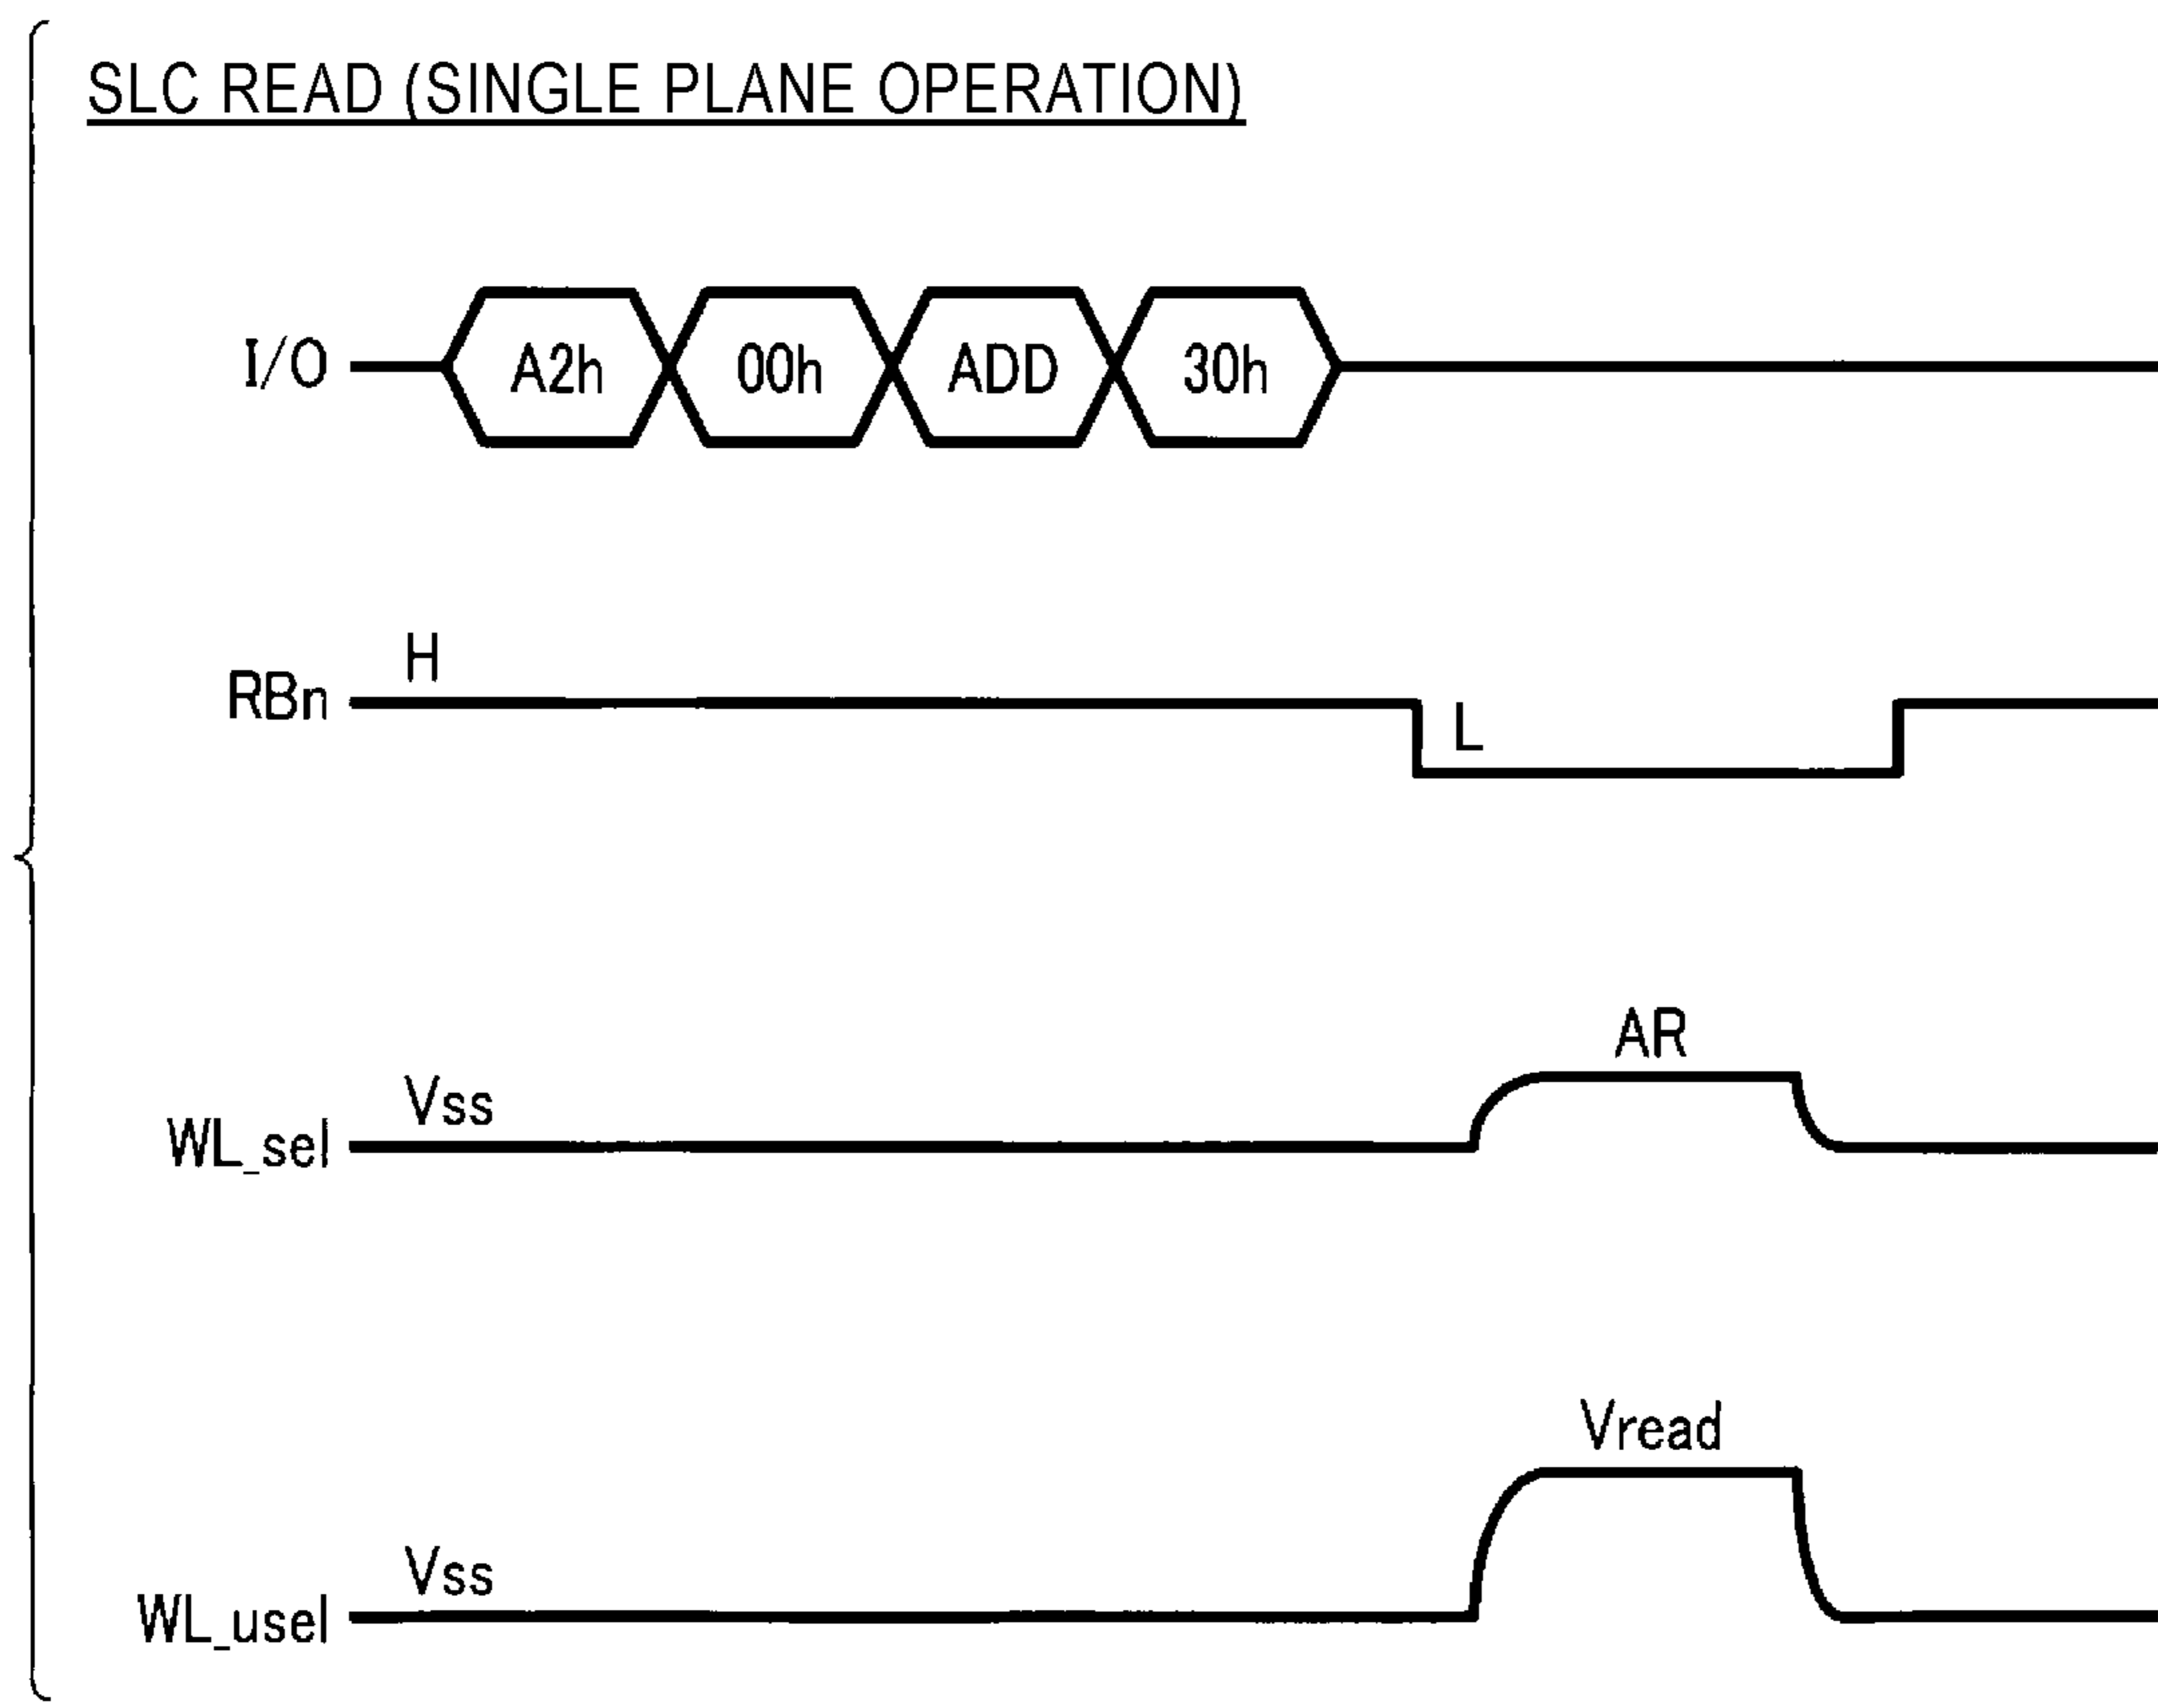 SLC READ (SINGLE PLANE OPERATION)
I/O A2h 00h ADD 30h
H
RBn L
AR
Vss
WL_sel
Vread
Vss
WL_usel